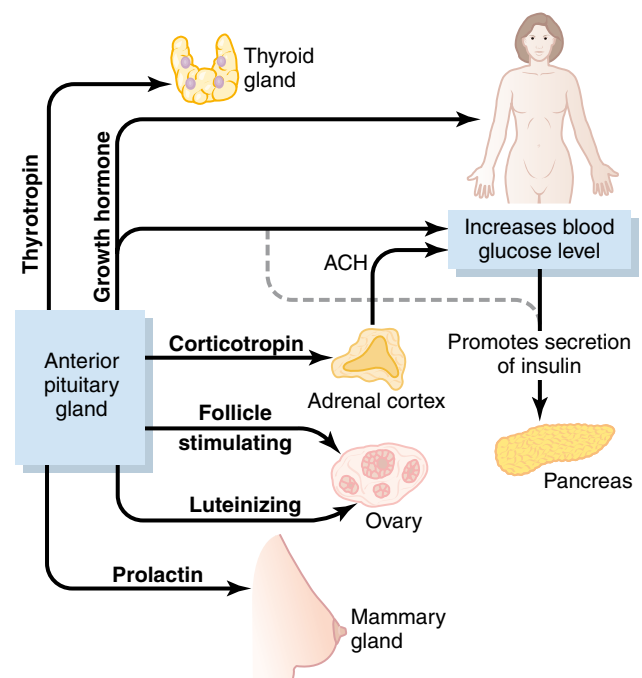 Thyroid
gland
Thyrotropin
Growth hormone
Increases blood
glucose level
ACH
Corticotropin
Anterior
pituitary
gland
Adrenal cortex
Promotes secretion
of insulin
Follicle
stimulating
Pancreas
Luteinizing
Ovary
Prolactin
Mammary
gland